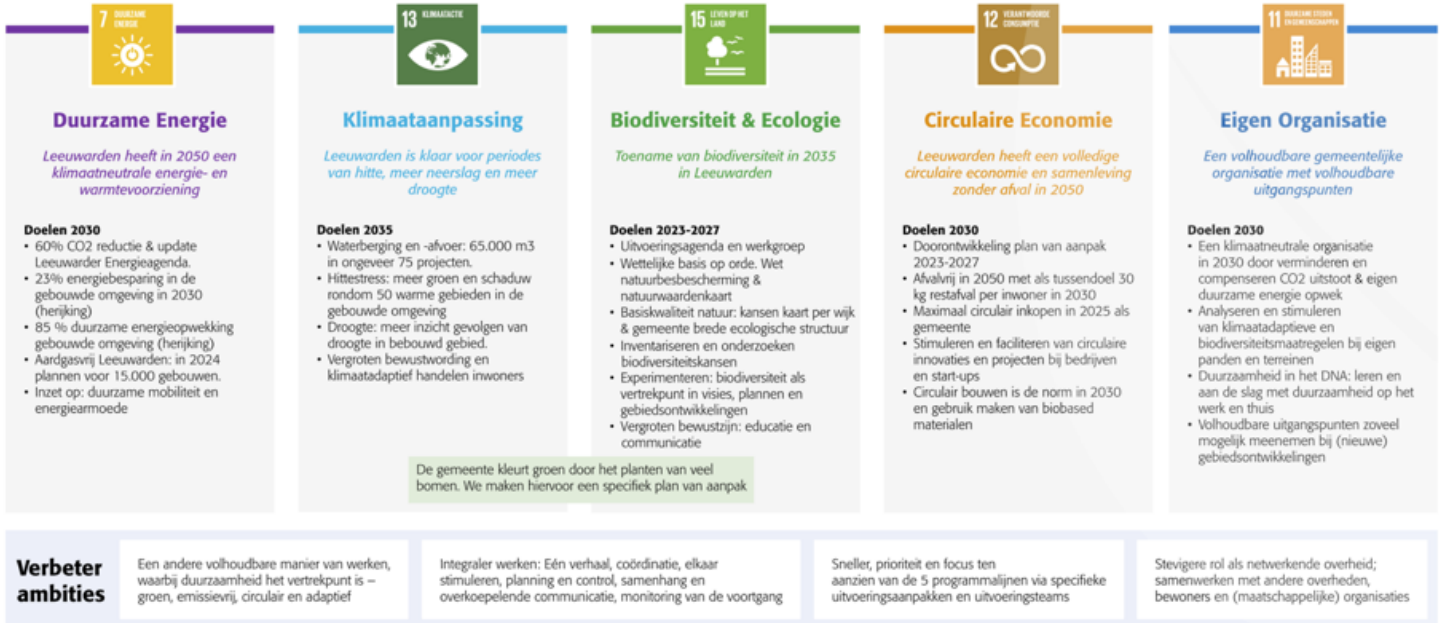 7 DUURZAME
ENERGIE
Duurzame Energie
Leeuwarden heeft in 2050 een
klimaatneutrale energie- en
warmtevoorziening
Doelen 2030
• 60% CO2 reductie & update
Leeuwarder Energieagenda.
• 23% energiebesparing in de
gebouwde omgeving in 2030
(herijking)
• 85 % duurzame energieopwekking
gebouwde omgeving (herijking)
• Aardgasvrij Leeuwarden: in 2024
plannen voor 15.000 gebouwen.
• Inzet op: duurzame mobiliteit en
energiearmoede
13 KLIMAATACTIE
Klimaataanpassing
Leeuwarden is klaar voor periodes
van hitte, meer neerslag en meer
droogte
Doelen 2035
• Waterberging en -afvoer: 65.000 m3
in ongeveer 75 projecten.
• Hittestress: meer groen en schaduw
rondom 50 warme gebieden in de
gebouwde omgeving
• Droogte: meer inzicht gevolgen van
droogte in bebouwd gebied.
• Vergroten bewustwording en
klimaatadaptief handelen inwoners
15 LEVEN OP HET
LAND
Biodiversiteit & Ecologie
Toename van biodiversiteit in 2035
in Leeuwarden
Doelen 2023-2027
• Uitvoeringsagenda en werkgroep
• Wettelijke basis op orde. Wet
natuurbesbescherming &
natuurwaardenkaart
• Basiskwaliteit natuur: kansen kaart per wijk
& gemeente brede ecologische structuur
• Inventariseren en onderzoeken
biodiversiteitskansen
• Experimenteren: biodiversiteit als
vertrekpunt in visies, plannen en
gebiedsontwikkelingen
• Vergroten bewustzijn: educatie en
communicatie
De gemeente kleurt groen door het planten van veel
bomen. We maken hiervoor een specifiek plan van aanpak
12 VERANTWOORDE
CONSUMPTIE
Circulaire Economie
Leeuwarden heeft een volledige
circulaire economie en samenleving
zonder afval in 2050
Doelen 2030
• Doorontwikkeling plan van aanpak
2023-2027
• Afvalvrij in 2050 met als tussendoel 30
kg restafval per inwoner in 2030
• Maximaal circulair inkopen in 2025 als
gemeente
• Stimuleren en faciliteren van circulaire
innovaties en projecten bij bedrijven
en start-ups
• Circulair bouwen is de norm in 2030
en gebruik maken van biobased
materialen
11 DUURZAME STEDEN
EN GEMEENSCHAPPEN
Eigen Organisatie
Een volhoudbare gemeentelijke
organisatie met volhoudbare
uitgangspunten
Doelen 2030
• Een klimaatneutrale organisatie
in 2030 door verminderen en
compenseren CO2 uitstoot & eigen
duurzame energie opwek
• Analyseren en stimuleren
van klimaatadaptieve en
biodiversiteitsmaatregelen bij eigen
panden en terreinen
• Duurzaamheid in het DNA: leren en
aan de slag met duurzaamheid op het
werk en thuis
• Volhoudbare uitgangspunten zoveel
mogelijk meenemen bij (nieuwe)
gebiedsontwikkelingen
Verbeter
ambities
Een andere volhoudbare manier van werken,
waarbij duurzaamheid het vertrekpunt is –
groen, emissievrij, circulair en adaptief
Integraler werken: Eén verhaal, coördinatie, elkaar
stimuleren, planning en control, samenhang en
overkoepelende communicatie, monitoring van de voortgang
Sneller, prioriteit en focus ten
aanzien van de 5 programmalijnen via specifieke
uitvoeringsaanpakken en uitvoeringsteams
Stevigere rol als netwerkende overheid;
samenwerken met andere overheden,
bewoners en (maatschappelijke) organisaties